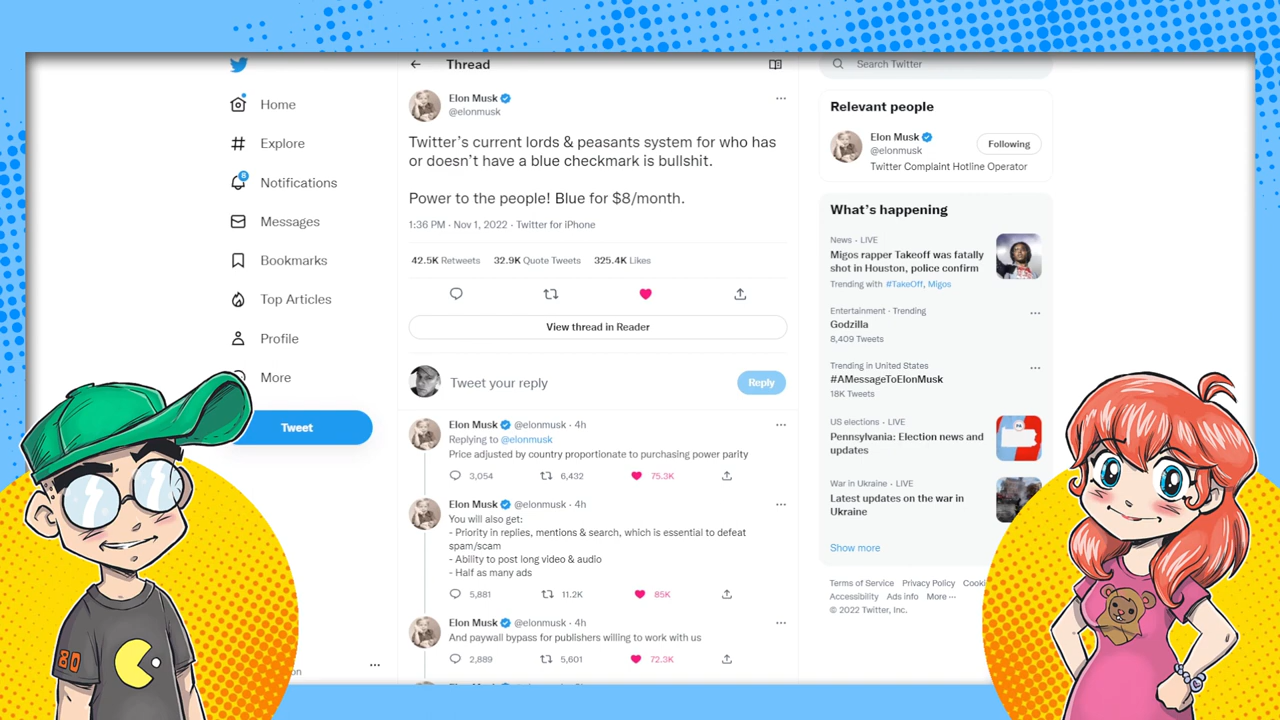 Home
Explore
8
Notifications
Messages
Bookmarks
Top Articles
Profile
More
Tweet
Thread
Elon Musk
@elonmusk
Twitter's current lords & peasants system for who has
or doesn't have a blue checkmark is bullshit.
Power to the people! Blue for $8/month.
1:36 PM · Nov 1, 2022 · Twitter for iPhone
42.5K Retweets 32.9K Quote Tweets 325.4K Likes
View thread in Reader
Tweet your reply
Reply
Elon Musk @elonmusk · 4h
Replying to @elonmusk
Price adjusted by country proportionate to purchasing power parity
3,054 6,432 75.3K
Elon Musk @elonmusk · 4h
You will also get:
- Priority in replies, mentions & search, which is essential to defeat
spam/scam
- Ability to post long video & audio
- Half as many ads
5,881 11.2K 85K
Elon Musk @elonmusk · 4h
And paywall bypass for publishers willing to work with us
2,889 5,601 72.3K
Search Twitter
Relevant people
Elon Musk
@elonmusk
Following
Twitter Complaint Hotline Operator
What's happening
News · LIVE
Migos rapper Takeoff was fatally
shot in Houston, police confirm
Trending with #TakeOff, Migos
Entertainment · Trending
Godzilla
8,409 Tweets
Trending in United States
#AMessageToElonMusk
18K Tweets
US elections · LIVE
Pennsylvania: Election news and
updates
War in Ukraine · LIVE
Latest updates on the war in
Ukraine
Show more
Terms of Service Privacy Policy Cooki
Accessibility Ads info More ···
© 2022 Twitter, Inc.
80
on